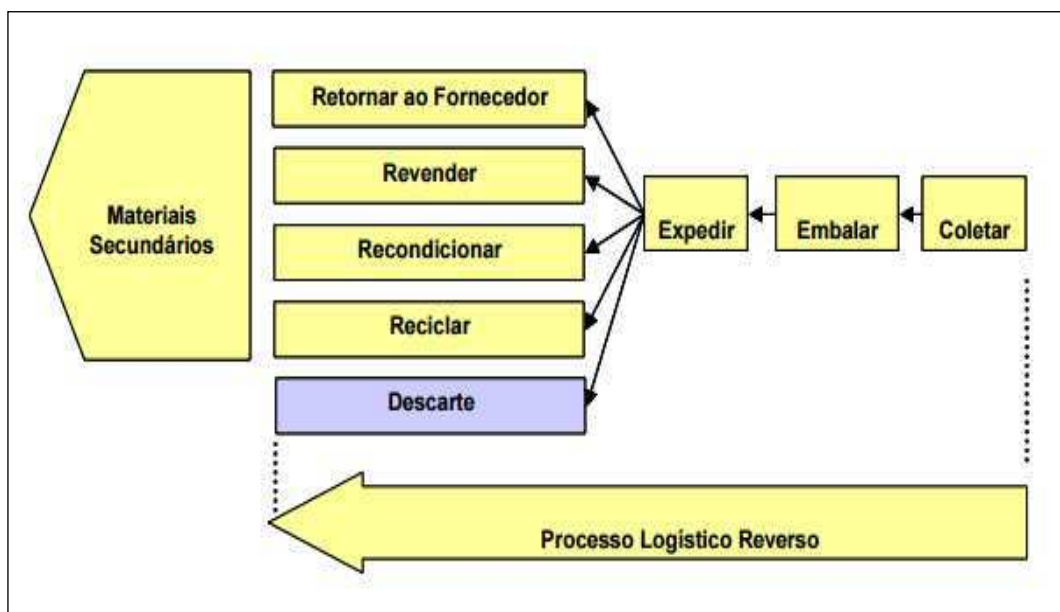 Retornar ao Fornecedor
Revender
Materiais
Secundários
Expedir
Embalar
Coletar
Recondicionar
Reciclar
Descarte
Processo Logístico Reverso